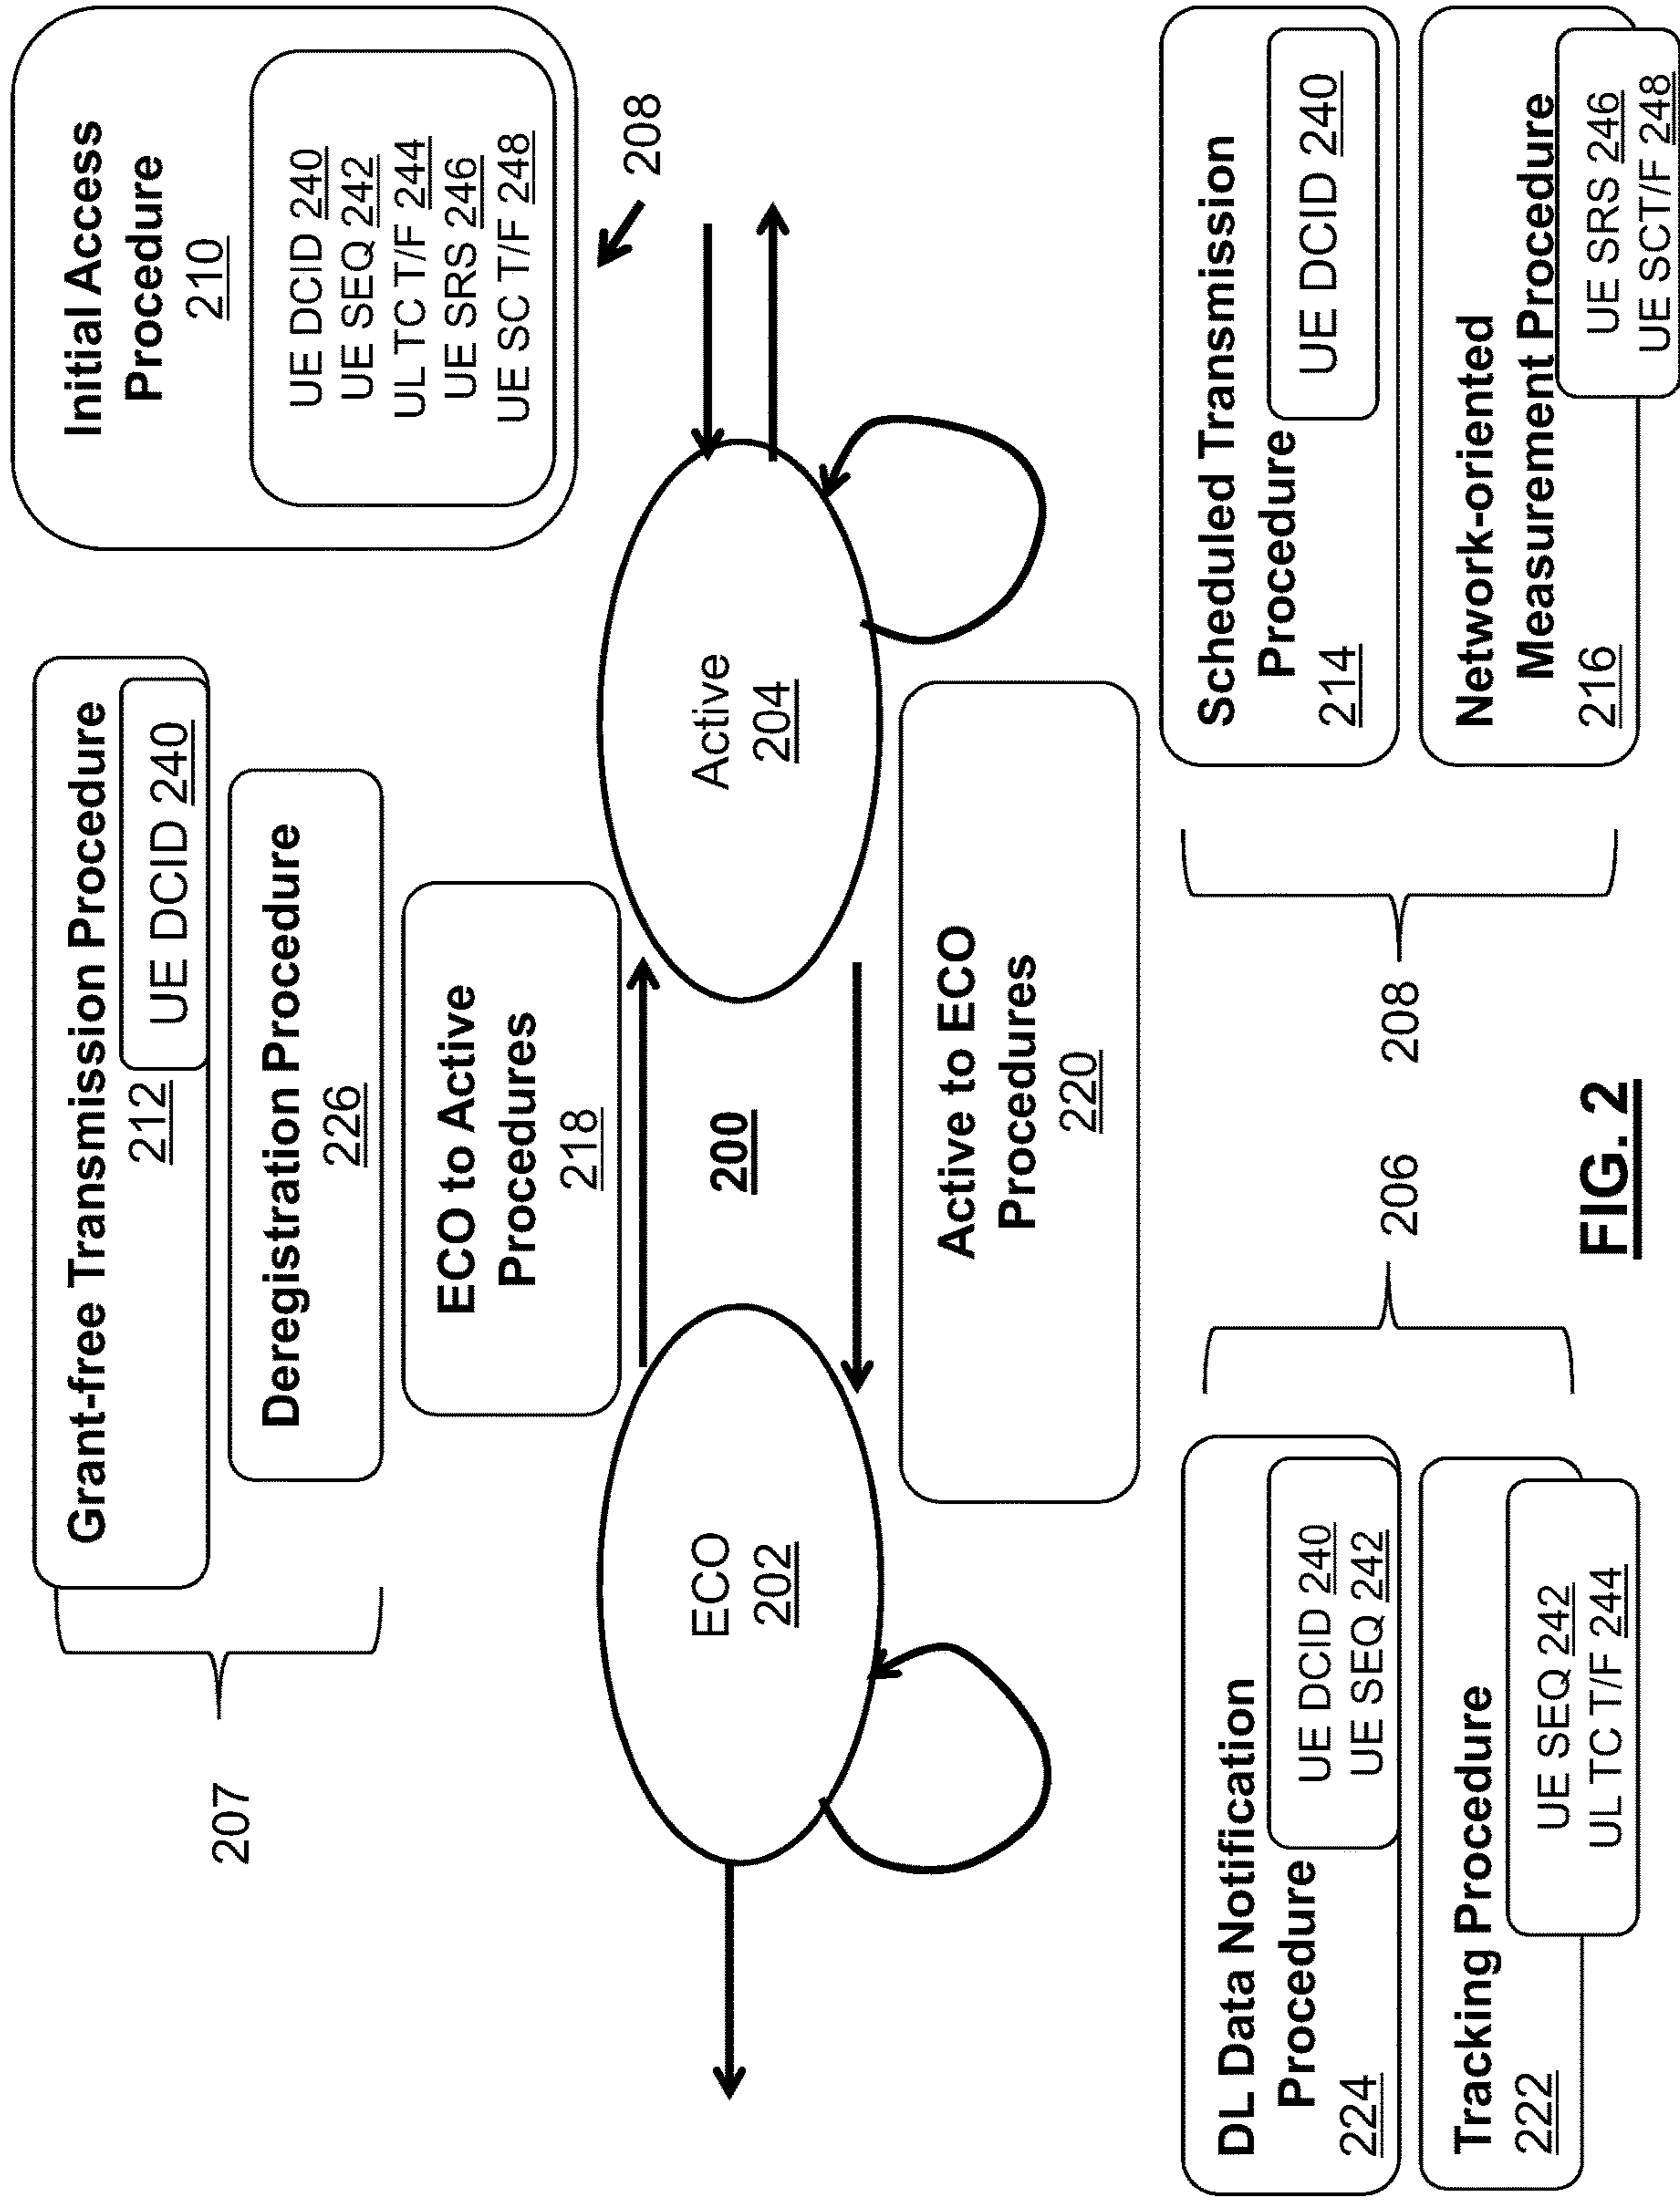 Grant-free Transmission Procedure
212
UE DCID 240
Deregistration Procedure
226
207
ECO to Active
Procedures
218
Initial Access
Procedure
210
UE DCID 240
UE SEQ 242
UL TC T/F 244
UE SRS 246
UE SC T/F 248
208
ECO
202
200
Active
204
Active to ECO
Procedures
220
DL Data Notification
Procedure
224
UE DCID 240
UE SEQ 242
Tracking Procedure
222
UE SEQ 242
UL TC T/F 244
206
208
Scheduled Transmission
Procedure
214
UE DCID 240
Network-oriented
Measurement Procedure
216
UE SRS 246
UE SCT/F 248
FIG. 2